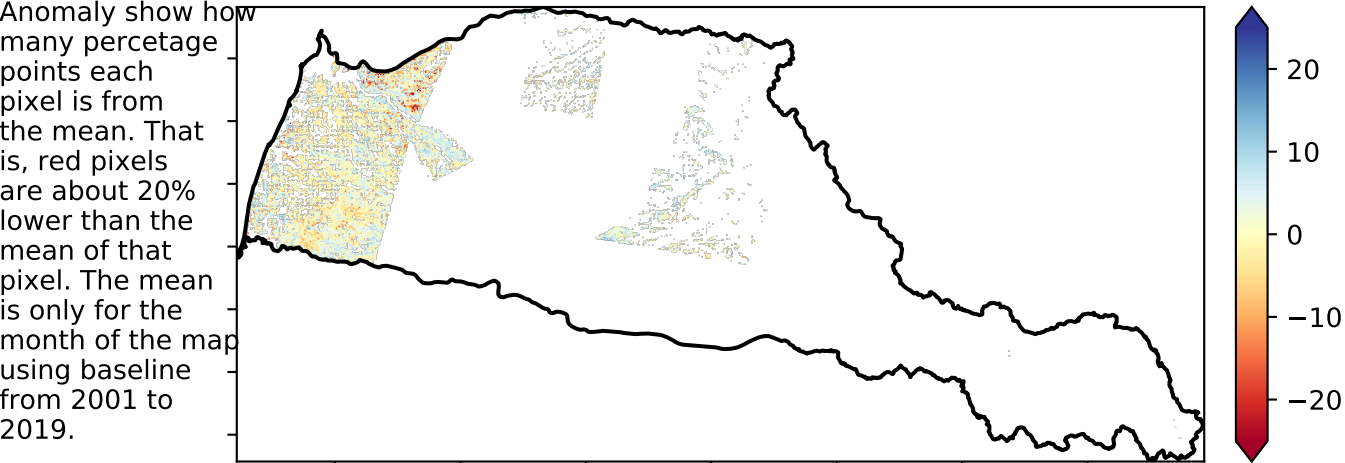 Anomaly show how
many percetage
points each
pixel is from
the mean. That
is, red pixels
are about 20%
lower than the
mean of that
pixel. The mean
is only for the
month of the map
using baseline
from 2001 to
2019.
20
10
0
−10
−20